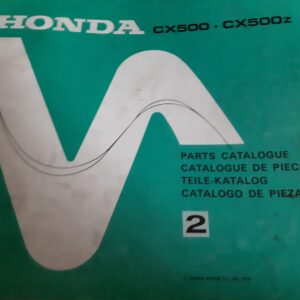 HONDA CX500 · CX500Z
PARTS CATALOGUE
CATALOGUE DE PIEC
TEILE-KATALOG
CATALOGO DE PIEZA
2